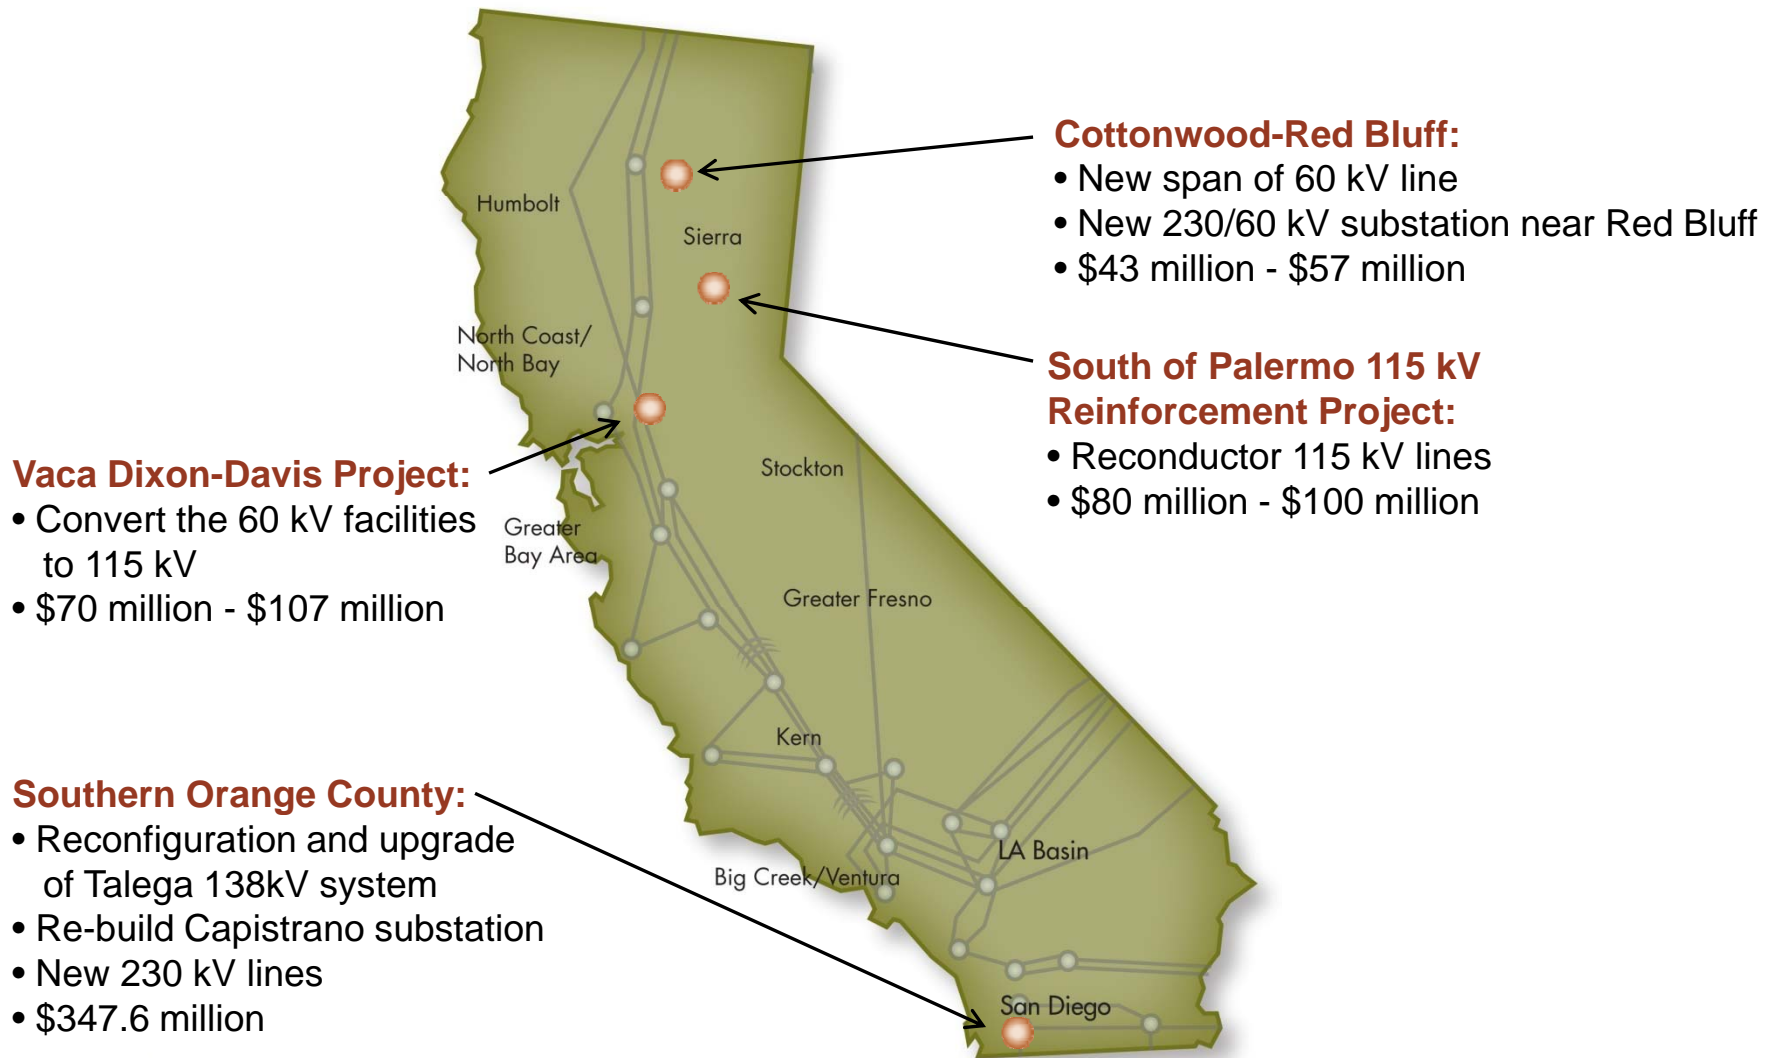 Cottonwood-Red Bluff:
• New span of 60 kV line
• New 230/60 kV substation near Red Bluff
• $43 million - $57 million
South of Palermo 115 kV
Reinforcement Project:
• Reconductor 115 kV lines
• $80 million - $100 million
Vaca Dixon-Davis Project:
• Convert the 60 kV facilities
to 115 kV
• $70 million - $107 million
Southern Orange County:
• Reconfiguration and upgrade
of Talega 138kV system
• Re-build Capistrano substation
• New 230 kV lines
• $347.6 million
Humbolt
Sierra
North Coast/
North Bay
Stockton
Greater
Bay Area
Greater Fresno
Kern
LA Basin
Big Creek/Ventura
San Diego